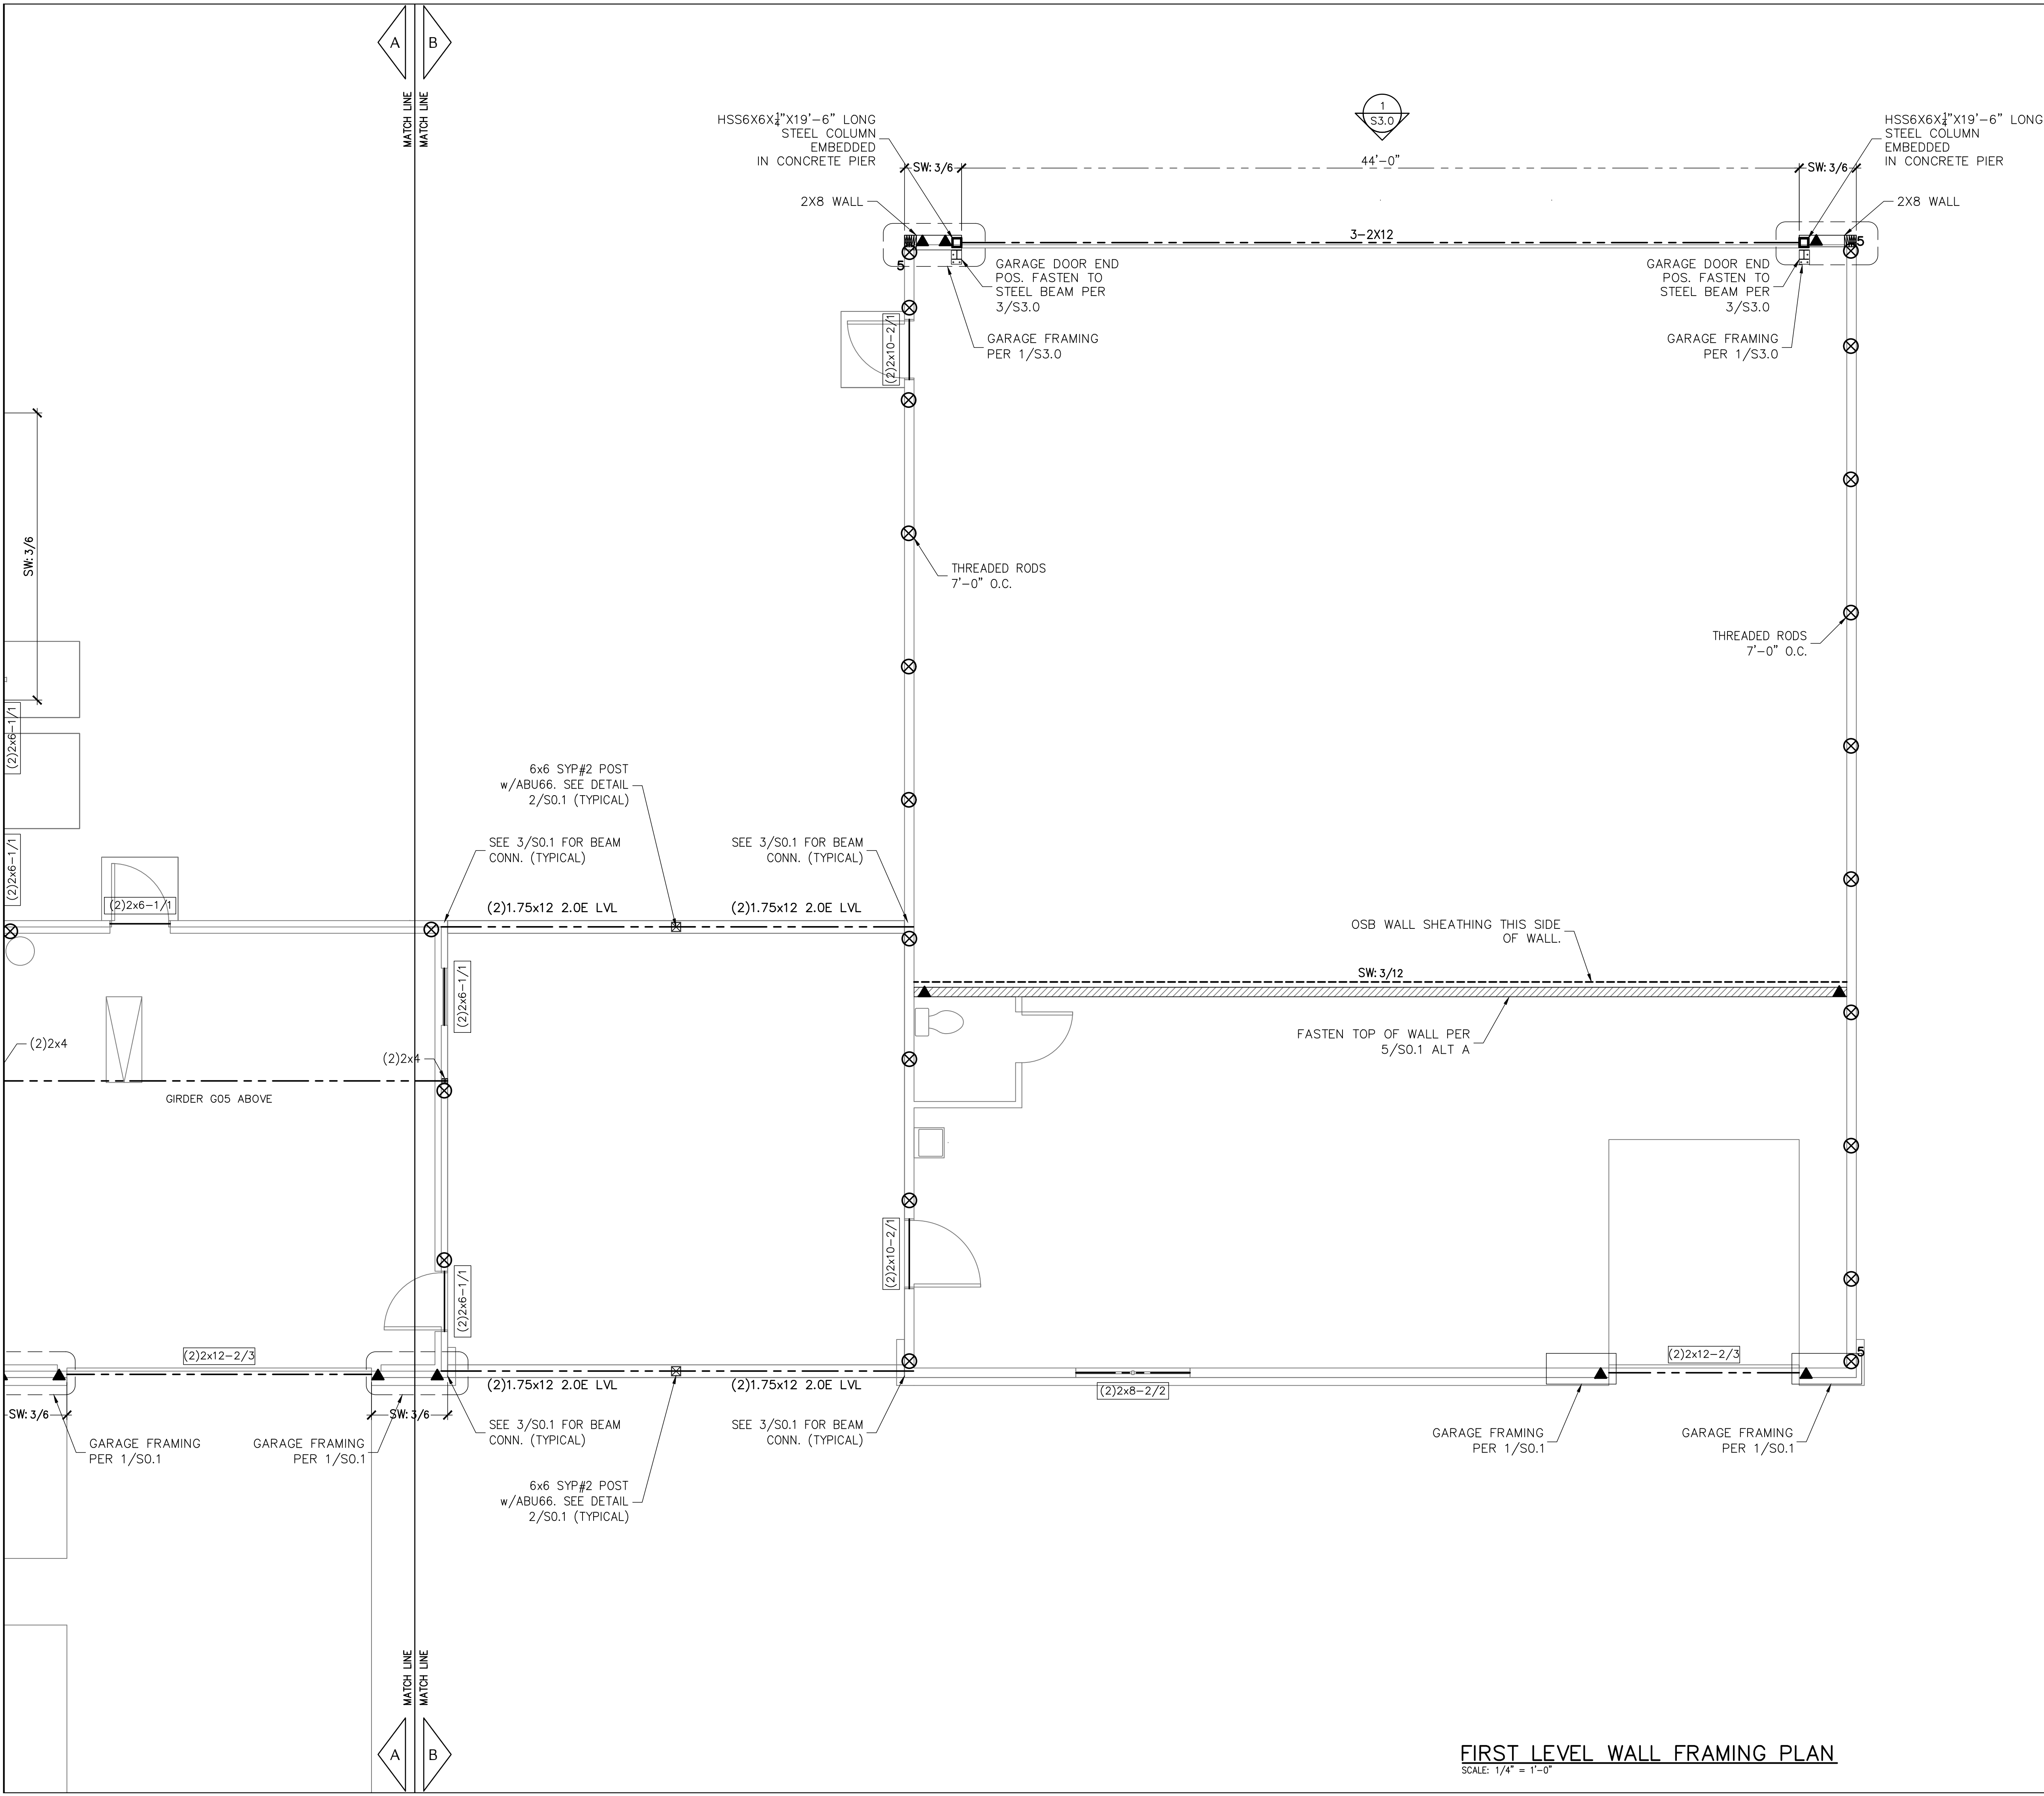 A
B
MATCH LINE
MATCH LINE
1
S3.0
HSS6X6X¼"X19'-6" LONG
STEEL COLUMN
EMBEDDED
IN CONCRETE PIER
HSS6X6X¼"X19'-6" LONG
STEEL COLUMN
EMBEDDED
IN CONCRETE PIER
SW: 3/6
44'-0"
SW: 3/6
2X8 WALL
2X8 WALL
3-2X12
5
5
GARAGE DOOR END
POS. FASTEN TO
STEEL BEAM PER
3/S3.0
GARAGE DOOR END
POS. FASTEN TO
STEEL BEAM PER
3/S3.0
GARAGE FRAMING
PER 1/S3.0
GARAGE FRAMING
PER 1/S3.0
(2)2x10-2/1
SW: 3/6
THREADED RODS
7'-0" O.C.
THREADED RODS
7'-0" O.C.
(2)2x6-1/1
(2)2x6-1/1
6x6 SYP#2 POST
w/ABU66. SEE DETAIL
2/S0.1 (TYPICAL)
SEE 3/S0.1 FOR BEAM
CONN. (TYPICAL)
SEE 3/S0.1 FOR BEAM
CONN. (TYPICAL)
(2)2x6-1/1
(2)1.75x12 2.0E LVL
(2)1.75x12 2.0E LVL
OSB WALL SHEATHING THIS SIDE
OF WALL.
SW: 3/12
(2)2x6-1/1
FASTEN TOP OF WALL PER
5/S0.1 ALT A
(2)2x4
(2)2x4
GIRDER G05 ABOVE
(2)2x10-2/1
(2)2x6-1/1
(2)2x12-2/3
(2)2x12-2/3
5
(2)1.75x12 2.0E LVL
(2)1.75x12 2.0E LVL
(2)2x8-2/2
SW: 3/6
SW: 3/6
SEE 3/S0.1 FOR BEAM
CONN. (TYPICAL)
SEE 3/S0.1 FOR BEAM
CONN. (TYPICAL)
GARAGE FRAMING
PER 1/S0.1
GARAGE FRAMING
PER 1/S0.1
GARAGE FRAMING
PER 1/S0.1
GARAGE FRAMING
PER 1/S0.1
6x6 SYP#2 POST
w/ABU66. SEE DETAIL
2/S0.1 (TYPICAL)
MATCH LINE
MATCH LINE
A
B
FIRST LEVEL WALL FRAMING PLAN
SCALE: 1/4" = 1'-0"